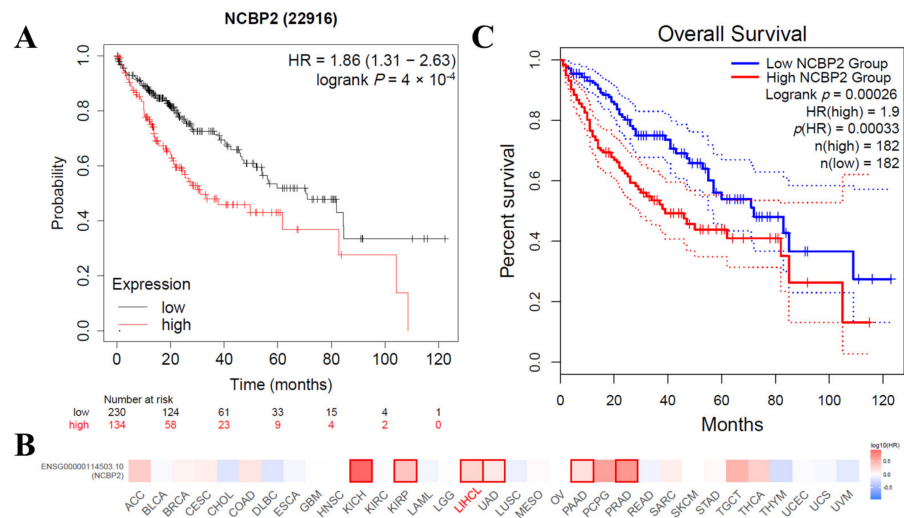 A
NCBP2 (22916)
HR = 1.86 (1.31 − 2.63)
logrank P = 4 × 10-4
Probability
1.0
0.8
0.6
0.4
0.2
0.0
Expression
low
high
0 20 40 60 80 100 120
Time (months)
Number at risk
low 230 124 61 33 15 4 1
high 134 58 23 9 4 2 0
C
Overall Survival
Low NCBP2 Group
High NCBP2 Group
Logrank p = 0.00026
HR(high) = 1.9
p(HR) = 0.00033
n(high) = 182
n(low) = 182
Percent survival
1.0
0.8
0.6
0.4
0.2
0.0
0 20 40 60 80 100 120
Months
B
ENSG00000114503.10
(NCBP2)
ACC BLCA BRCA CESC CHOL COAD DLBC ESCA GBM HNSC KICH KIRC KIRP LAML LGG LIHCL UAD LUSC MESO OV PAAD PCPG PRAD READ SARC SKCM STAD TGCT THCA THYM UCEC UCS UVM
log10(HR)
0.5
0.0
-0.5